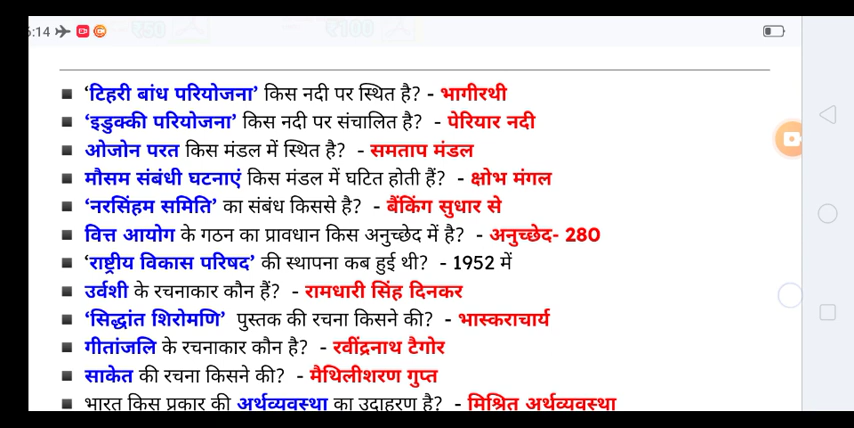 6:14
■ ‘टिहरी बांध परियोजना’ किस नदी पर स्थित है? - भागीरथी
■ ‘इडुक्की परियोजना’ किस नदी पर संचालित है? - पेरियार नदी
■ ओजोन परत किस मंडल में स्थित है? - समताप मंडल
■ मौसम संबंधी घटनाएं किस मंडल में घटित होती हैं? - क्षोभ मंगल
■ ‘नरसिंहम समिति’ का संबंध किससे है? - बैंकिंग सुधार से
■ वित्त आयोग के गठन का प्रावधान किस अनुच्छेद में है? - अनुच्छेद- 280
■ ‘राष्ट्रीय विकास परिषद’ की स्थापना कब हुई थी? - 1952 में
■ उर्वशी के रचनाकार कौन हैं? - रामधारी सिंह दिनकर
■ ‘सिद्धांत शिरोमणि’ पुस्तक की रचना किसने की? - भास्कराचार्य
■ गीतांजलि के रचनाकार कौन है? - रवींद्रनाथ टैगोर
■ साकेत की रचना किसने की? - मैथिलीशरण गुप्त
■ भारत किस प्रकार की अर्थव्यवस्था का उदाहरण है? - मिश्रित अर्थव्यवस्था